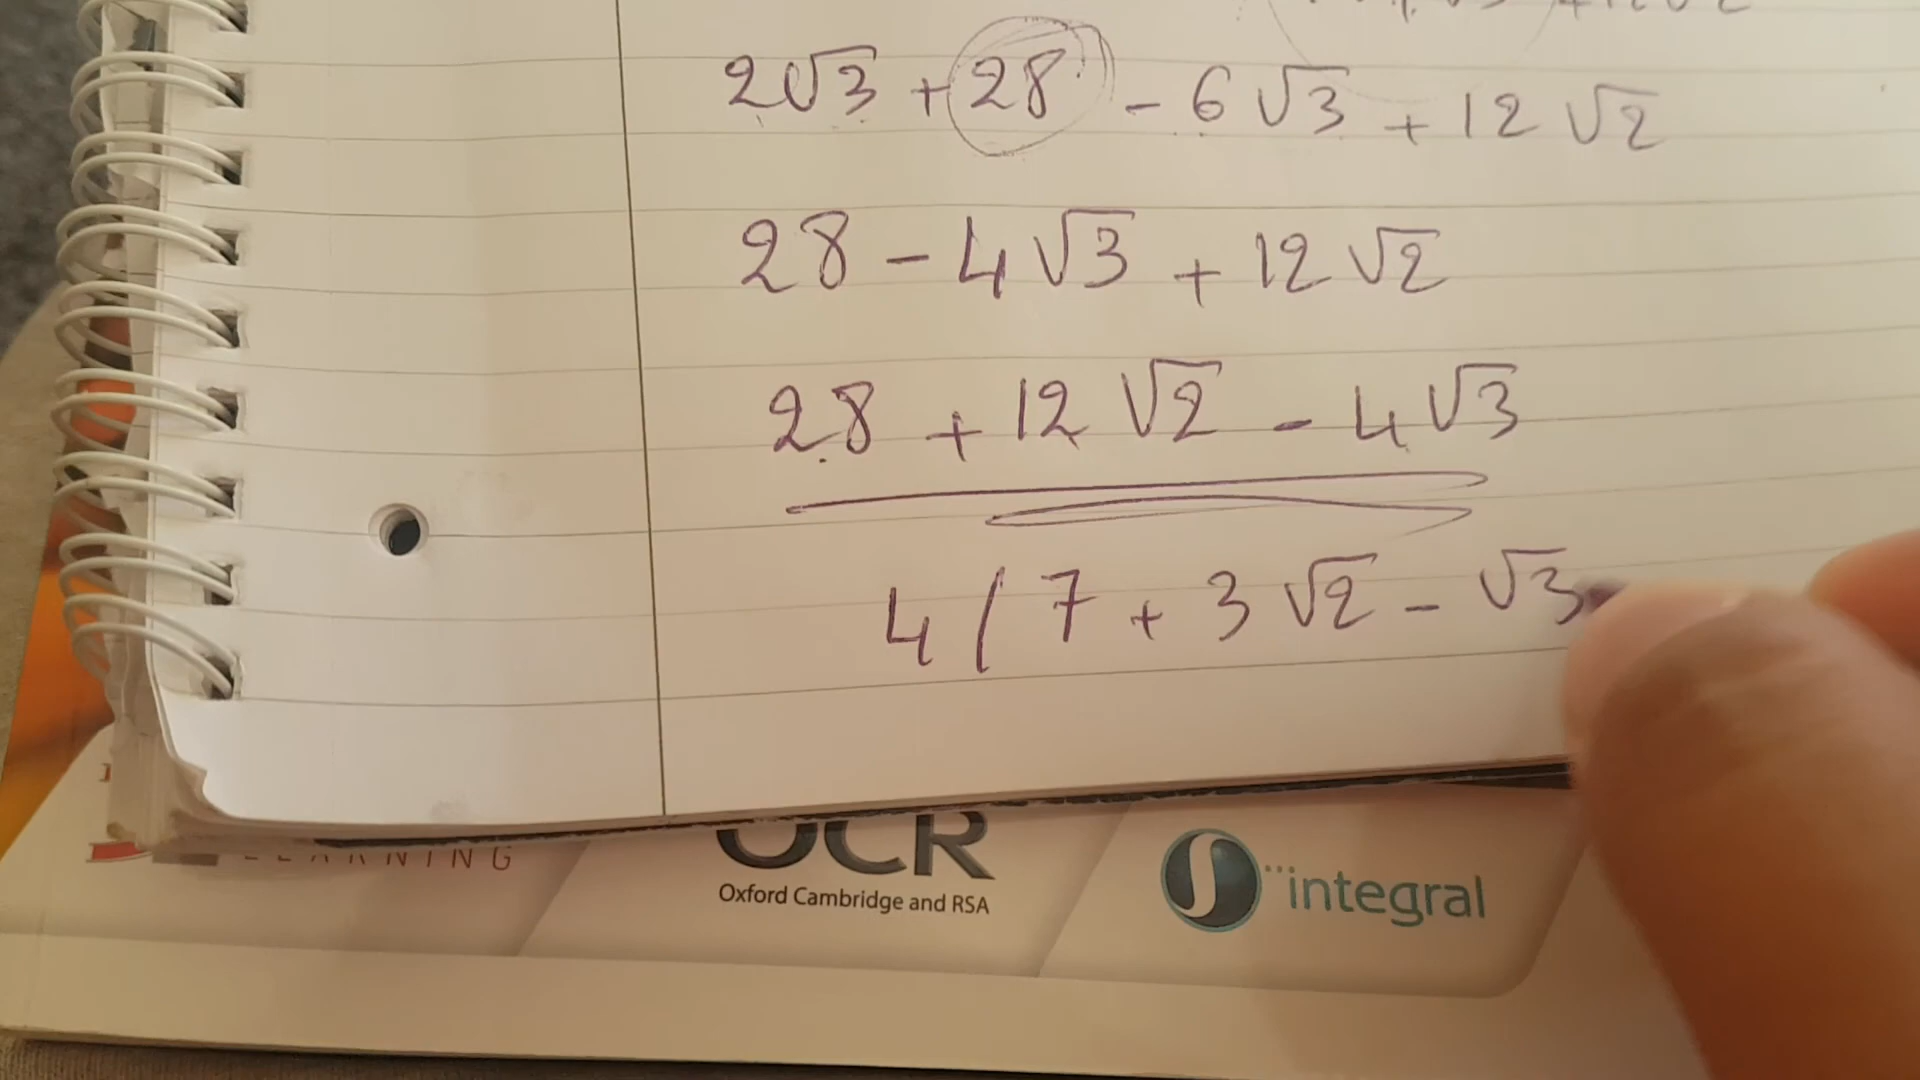 2√3 + 28 - 6√3 + 12√2
28 - 4√3 + 12√2
28 + 12√2 - 4√3
4(7 + 3√2 - √3
LEARNING
OCR
Oxford Cambridge and RSA
integral